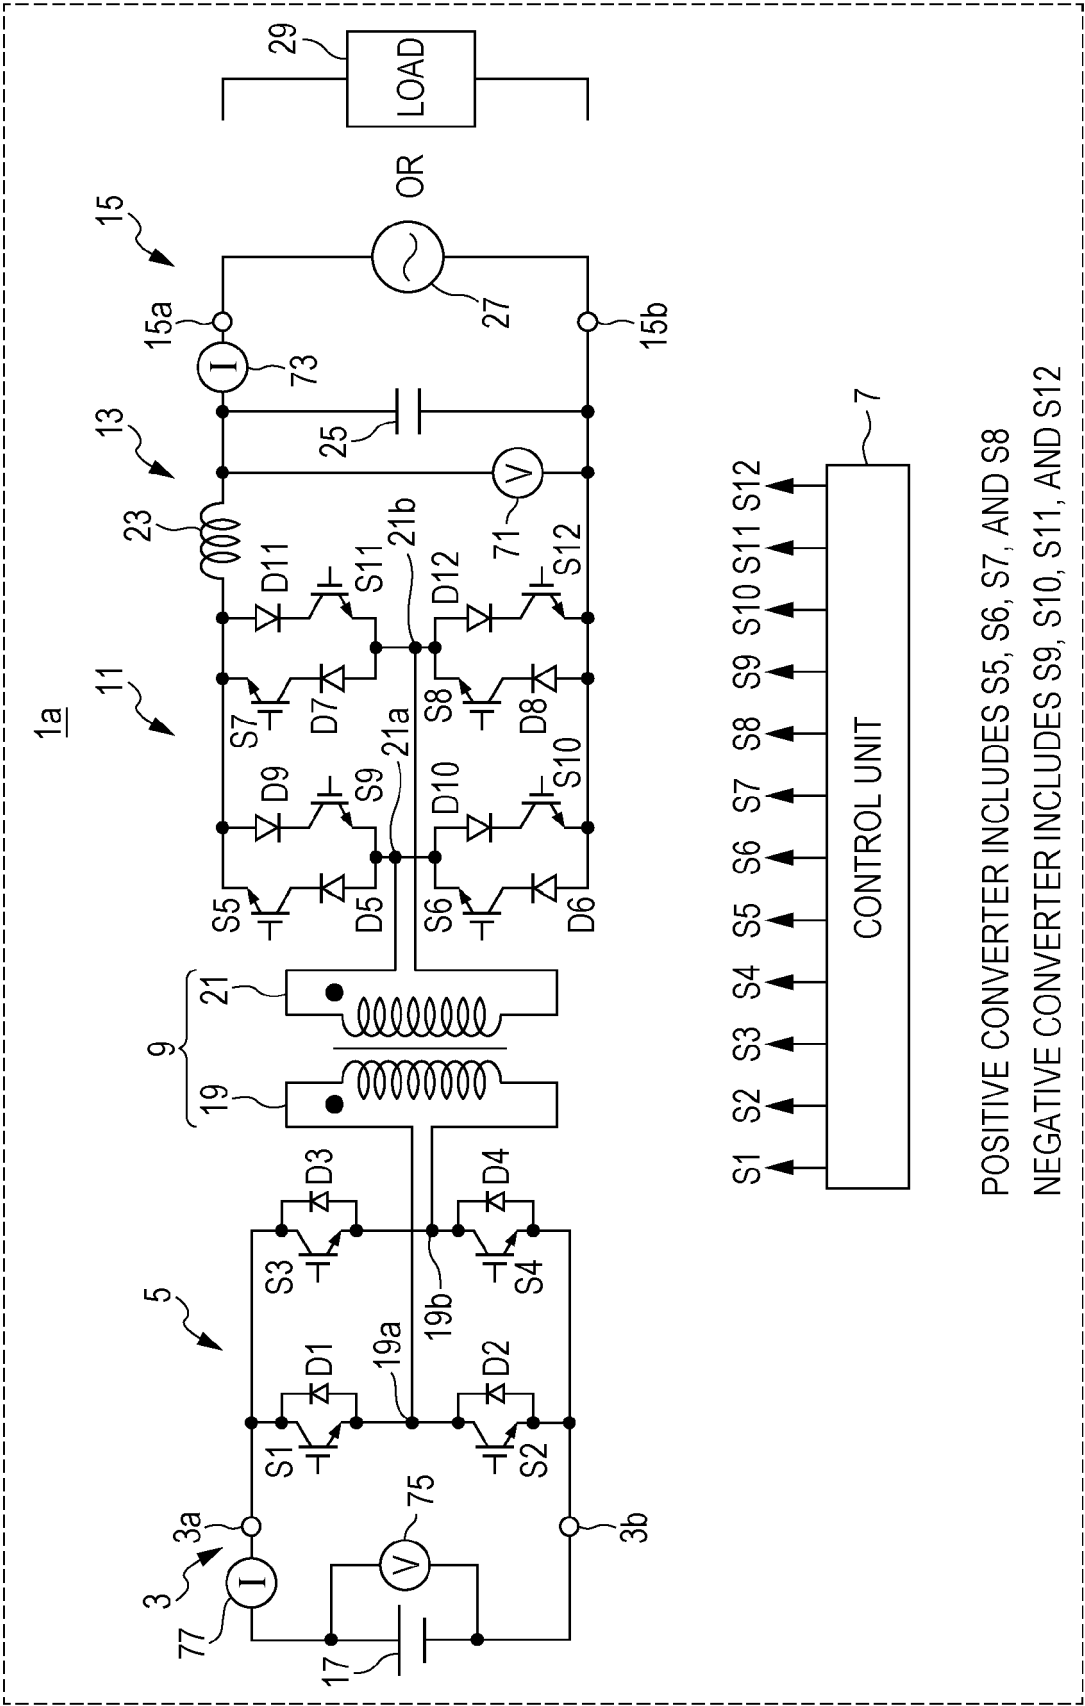 1a
3
5
9
11
13
15
77
3a
17
75
3b
S1
D1
S2
D2
19a
S3
D3
S4
D4
19b
19
21
S5
D5
S6
D6
D9
S9
D10
S10
21a
S7
D7
S8
D8
D11
S11
D12
S12
21b
23
71
25
73
15a
15b
27
OR
29
LOAD
I
V
V
I
S1
S2
S3
S4
S5
S6
S7
S8
S9
S10
S11
S12
CONTROL UNIT
7
POSITIVE CONVERTER INCLUDES S5, S6, S7, AND S8
NEGATIVE CONVERTER INCLUDES S9, S10, S11, AND S12